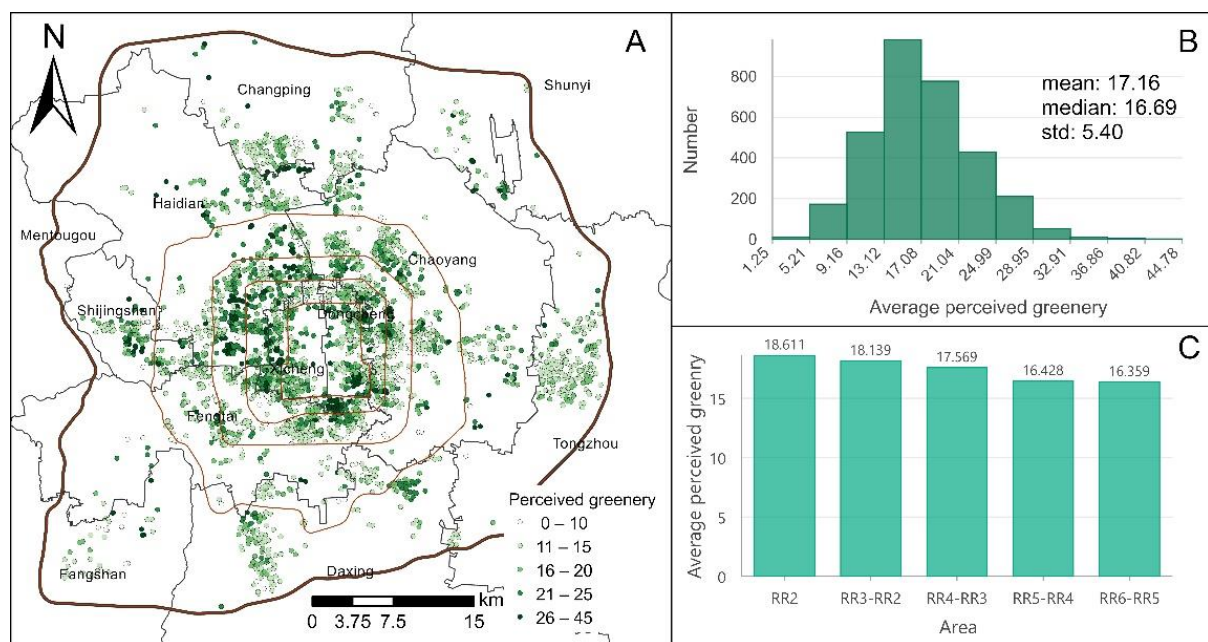 N
A
Changping
Shunyi
Haidian
Mentougou
Chaoyang
Shijingshan
Dongcheng
Xicheng
Fengtai
Tongzhou
Fangshan
Daxing
Perceived greenery
0 – 10
11 – 15
16 – 20
21 – 25
26 – 45
km
0 3.75 7.5 15
B
mean: 17.16
median: 16.69
std: 5.40
Number
800
600
400
200
0
1.25 5.21 9.16 13.12 17.08 21.04 24.99 28.95 32.91 36.86 40.82 44.78
Average perceived greenery
C
18.611 18.139 17.569 16.428 16.359
Average perceived greenry
15
10
5
0
RR2 RR3-RR2 RR4-RR3 RR5-RR4 RR6-RR5
Area